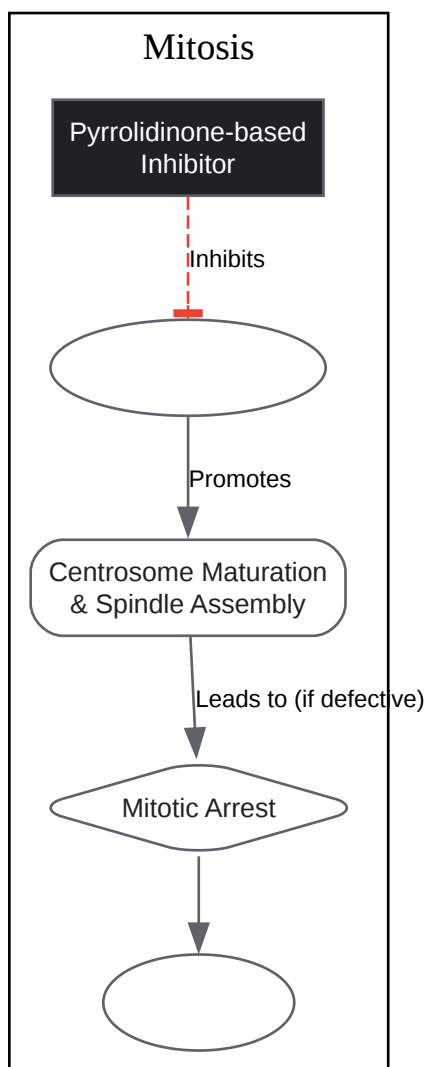 Mitosis
Pyrrolidinone-based
Inhibitor
Inhibits
Promotes
Centrosome Maturation
& Spindle Assembly
Leads to (if defective)
Mitotic Arrest